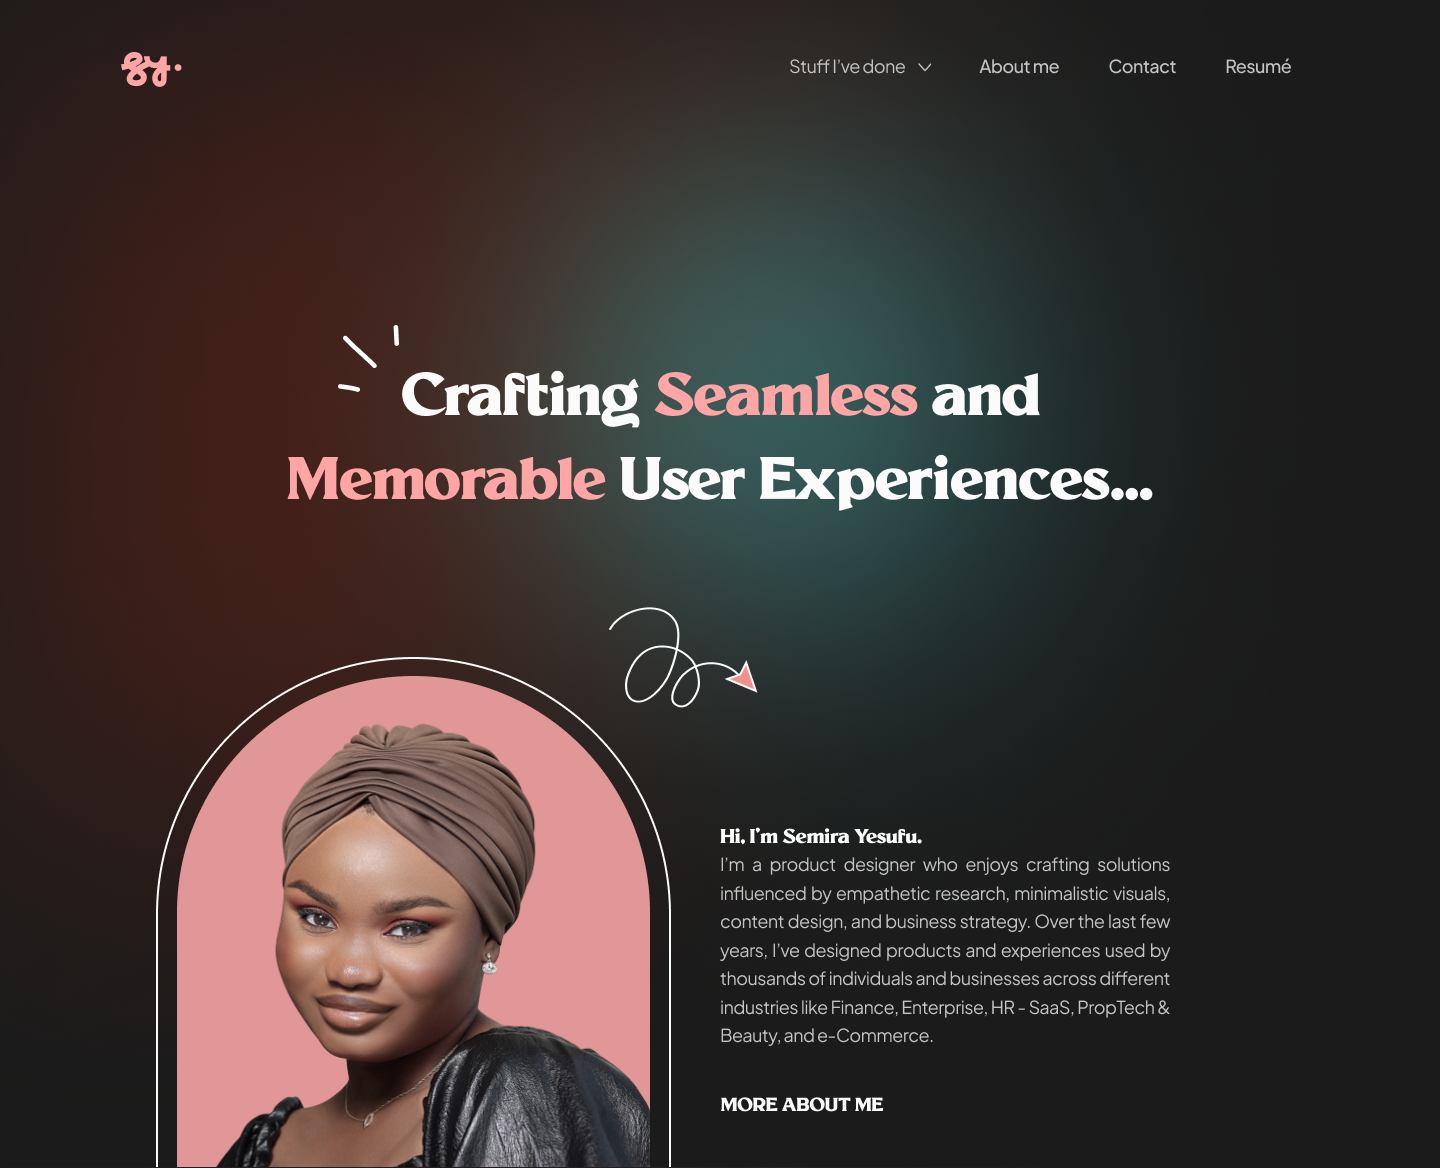 sy.
Stuff I've done
About me
Contact
Resumé
Crafting Seamless and
Memorable User Experiences...
Hi, I'm Semira Yesufu.
I'm a product designer who enjoys crafting solutions
influenced by empathetic research, minimalistic visuals,
content design, and business strategy. Over the last few
years, I've designed products and experiences used by
thousands of individuals and businesses across different
industries like Finance, Enterprise, HR - SaaS, PropTech &
Beauty, and e-Commerce.
MORE ABOUT ME